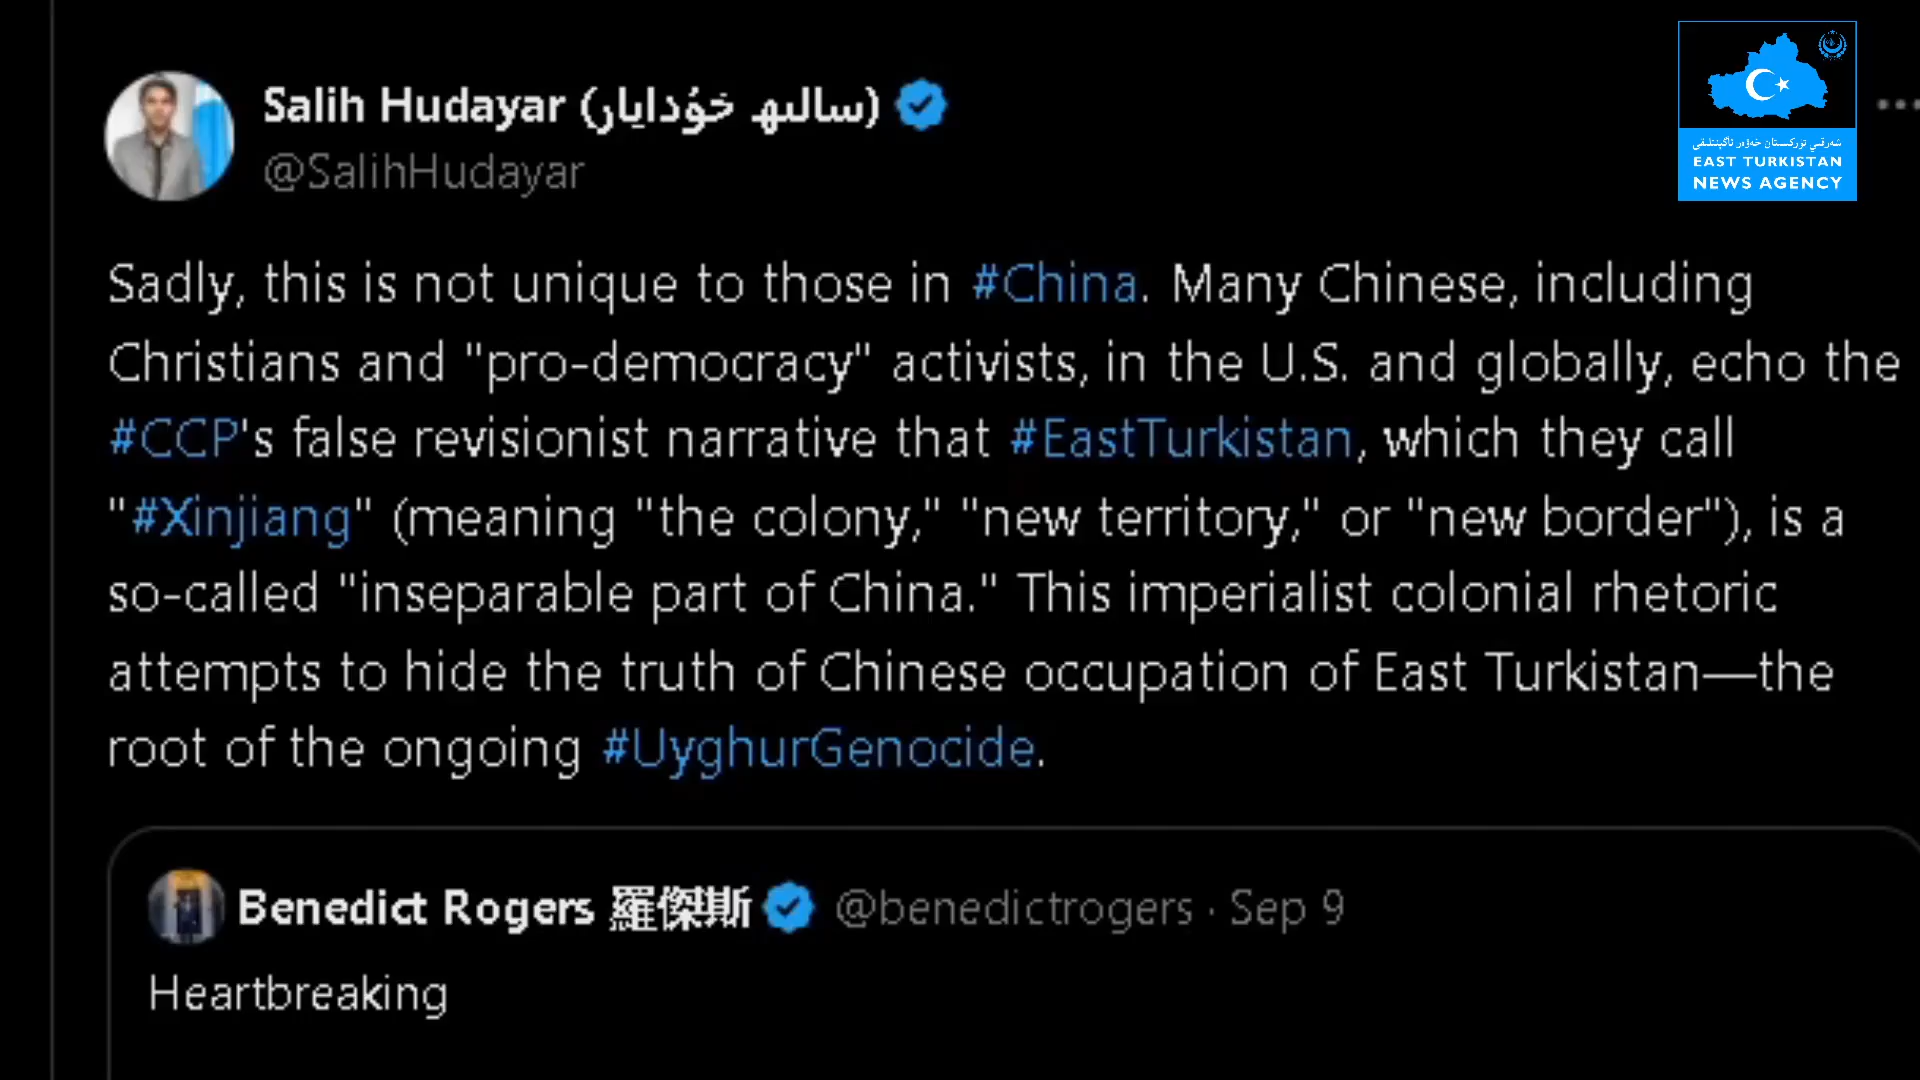 Salih Hudayar (سالىھ خۇدايار)
@SalihHudayar
شەرقىي تۈركىستان خەۋەر ئاگېنتلىقى
EAST TURKISTAN
NEWS AGENCY
Sadly, this is not unique to those in #China. Many Chinese, including
Christians and "pro-democracy" activists, in the U.S. and globally, echo the
#CCP's false revisionist narrative that #EastTurkistan, which they call
"#Xinjiang" (meaning "the colony," "new territory," or "new border"), is a
so-called "inseparable part of China." This imperialist colonial rhetoric
attempts to hide the truth of Chinese occupation of East Turkistan—the
root of the ongoing #UyghurGenocide.
Benedict Rogers 羅傑斯 @benedictrogers · Sep 9
Heartbreaking